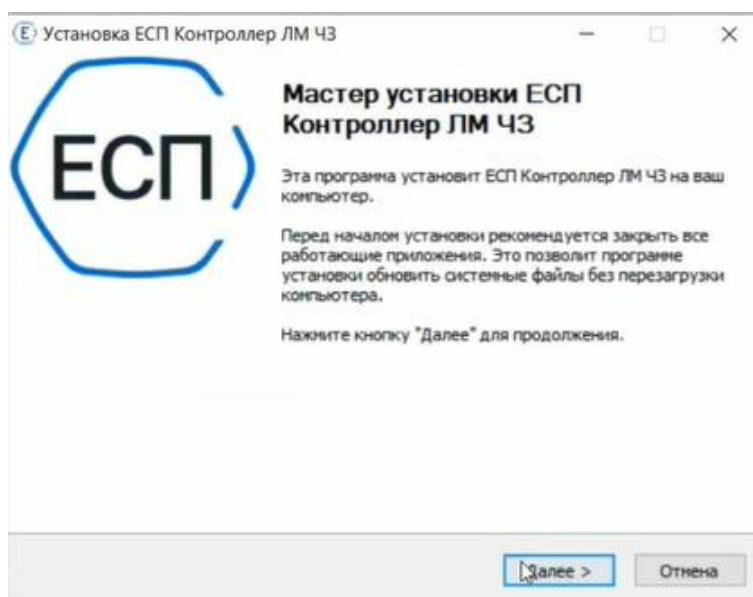 Установка ЕСП Контроллер ЛМ ЧЗ
ЕСП
Мастер установки ЕСП
Контроллер ЛМ ЧЗ
Эта программа установит ЕСП Контроллер ЛМ ЧЗ на ваш
компьютер.
Перед началом установки рекомендуется закрыть все
работающие приложения. Это позволит программе
установки обновить системные файлы без перезагрузки
компьютера.
Нажмите кнопку "Далее" для продолжения.
Далее >
Отмена